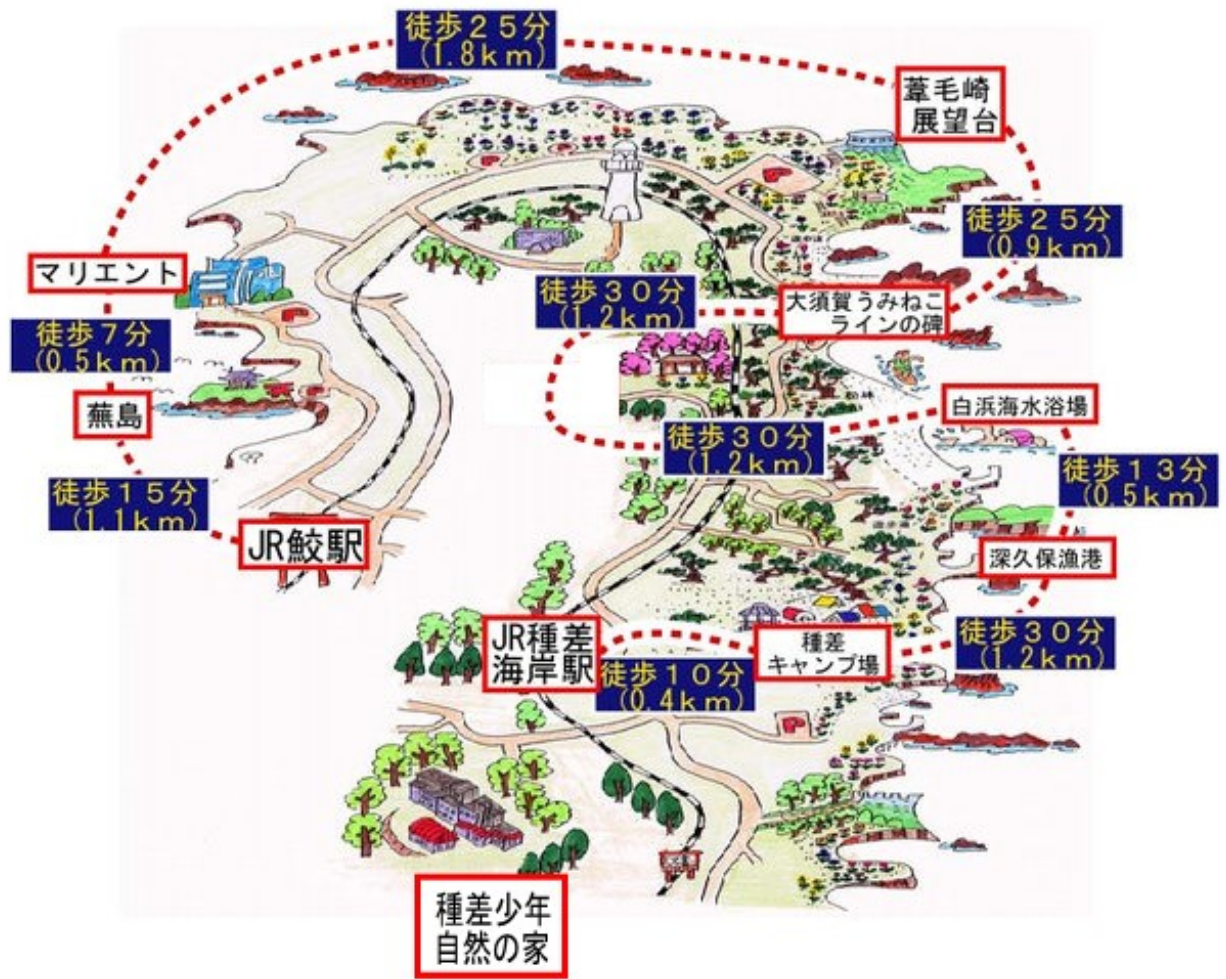 徒歩25分
(1.8km)
葦毛崎
展望台
徒歩25分
(0.9km)
マリエント
徒歩30分
(1.2km)
大須賀うみねこ
ラインの碑
徒歩7分
(0.5km)
蕪島
白浜海水浴場
徒歩30分
(1.2km)
徒歩13分
(0.5km)
徒歩15分
(1.1km)
JR鮫駅
深久保漁港
JR種差
海岸駅
種差
キャンプ場
徒歩30分
(1.2km)
徒歩10分
(0.4km)
種差少年
自然の家